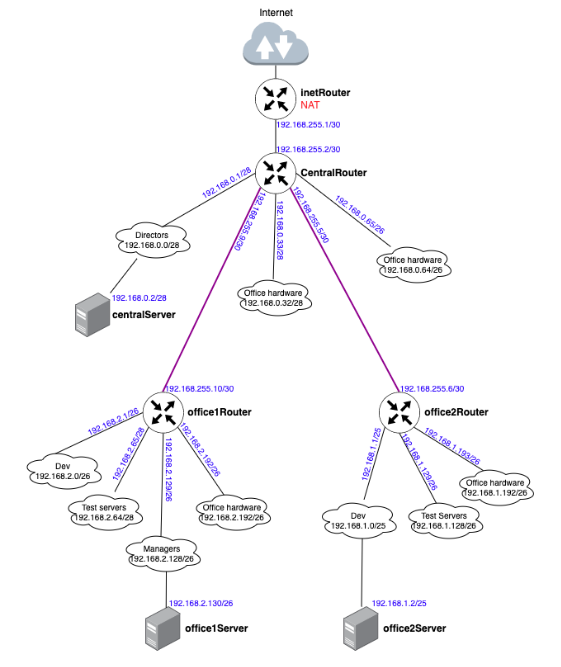 Internet
inetRouter
NAT
192.168.255.1/30
192.168.255.2/30
CentralRouter
192.168.0.1/28
192.168.255.9/30
192.168.0.33/28
192.168.255.5/30
192.168.0.65/26
Directors
192.168.0.0/28
Office hardware
192.168.0.64/26
Office hardware
192.168.0.32/28
192.168.0.2/28
centralServer
192.168.255.10/30
192.168.255.6/30
office1Router
office2Router
192.168.2.1/26
192.168.2.65/28
192.168.2.129/26
192.168.2.192/26
192.168.1.1/25
192.168.1.129/26
192.168.1.193/26
Dev
192.168.2.0/26
Office hardware
192.168.1.192/26
Test servers
192.168.2.64/28
Office hardware
192.168.2.192/26
Dev
192.168.1.0/25
Test Servers
192.168.1.128/26
Managers
192.168.2.128/26
192.168.2.130/26
192.168.1.2/25
office1Server
office2Server